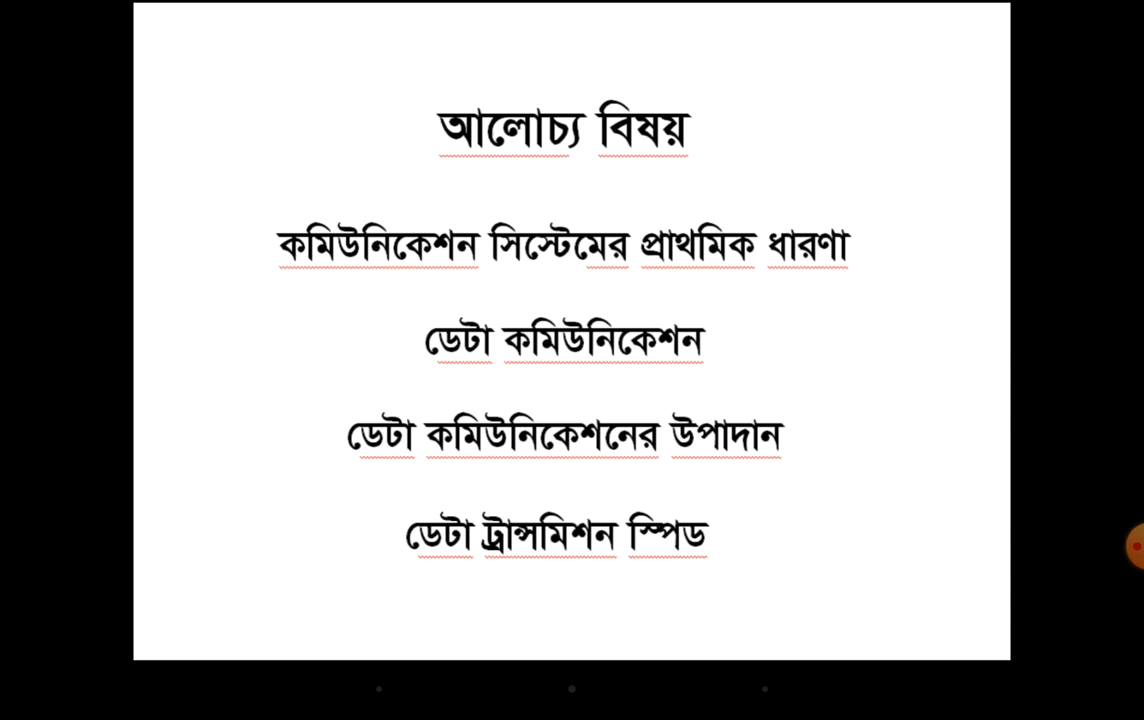 আলোচ্য বিষয়
কমিউনিকেশন সিস্টেমের প্রাথমিক ধারণা
ডেটা কমিউনিকেশন
ডেটা কমিউনিকেশনের উপাদান
ডেটা ট্রান্সমিশন স্পিড